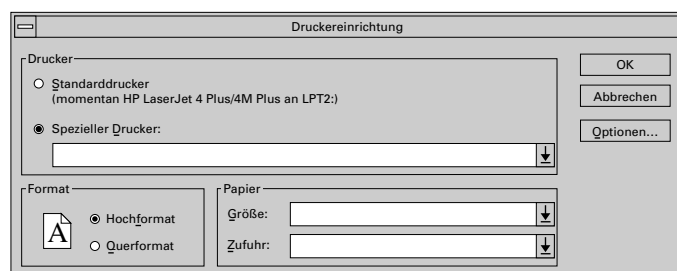 Druckereinrichtung
Drucker
Standarddrucker
(momentan HP LaserJet 4 Plus/4M Plus an LPT2:)
Spezieller Drucker:
OK
Abbrechen
Optionen...
Format
A
Hochformat
Querformat
Papier
Größe:
Zufuhr: